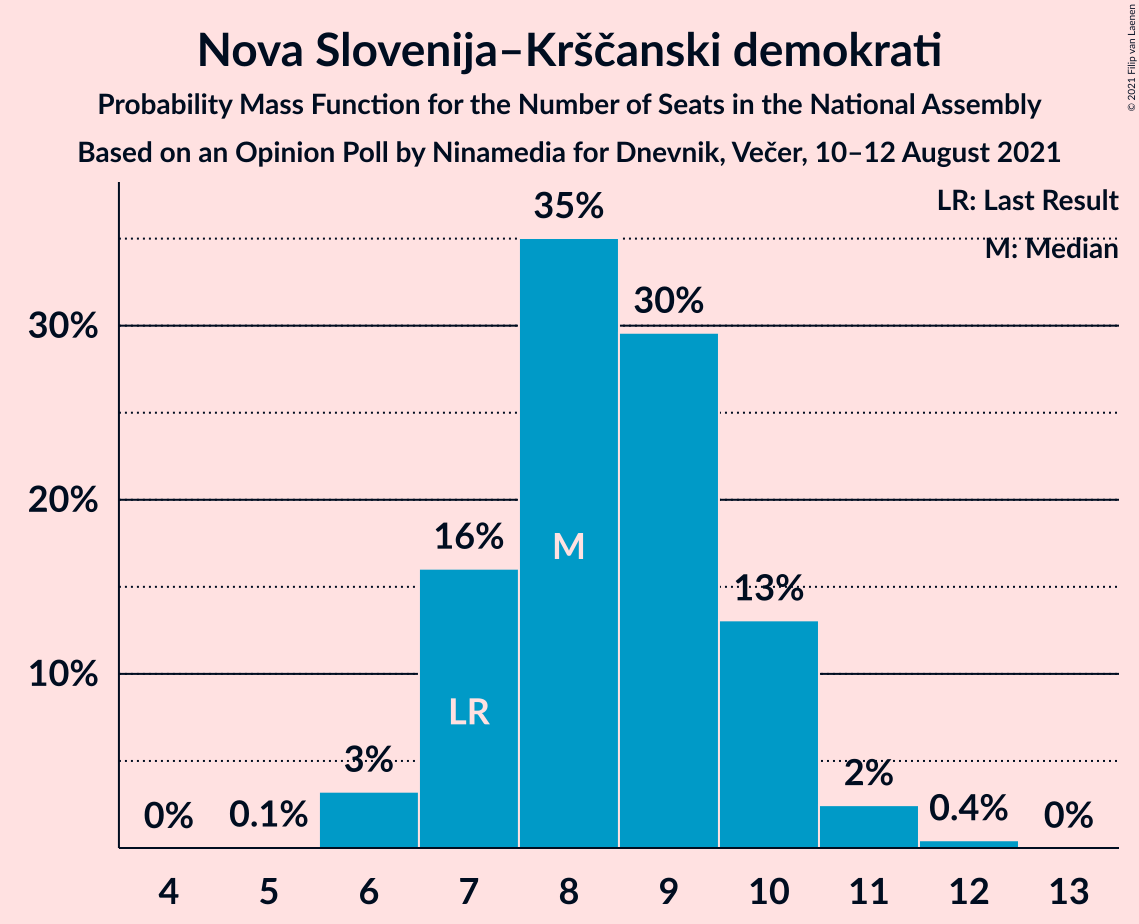 Nova Slovenija–Krščanski demokrati
Probability Mass Function for the Number of Seats in the National Assembly
Based on an Opinion Poll by Ninamedia for Dnevnik, Večer, 10–12 August 2021
© 2021 Filip van Laenen
LR: Last Result
M: Median
35%
30%
30%
20%
16%
M
13%
10%
LR
3%
2%
0%
0.1%
0.4%
0%
4 5 6 7 8 9 10 11 12 13